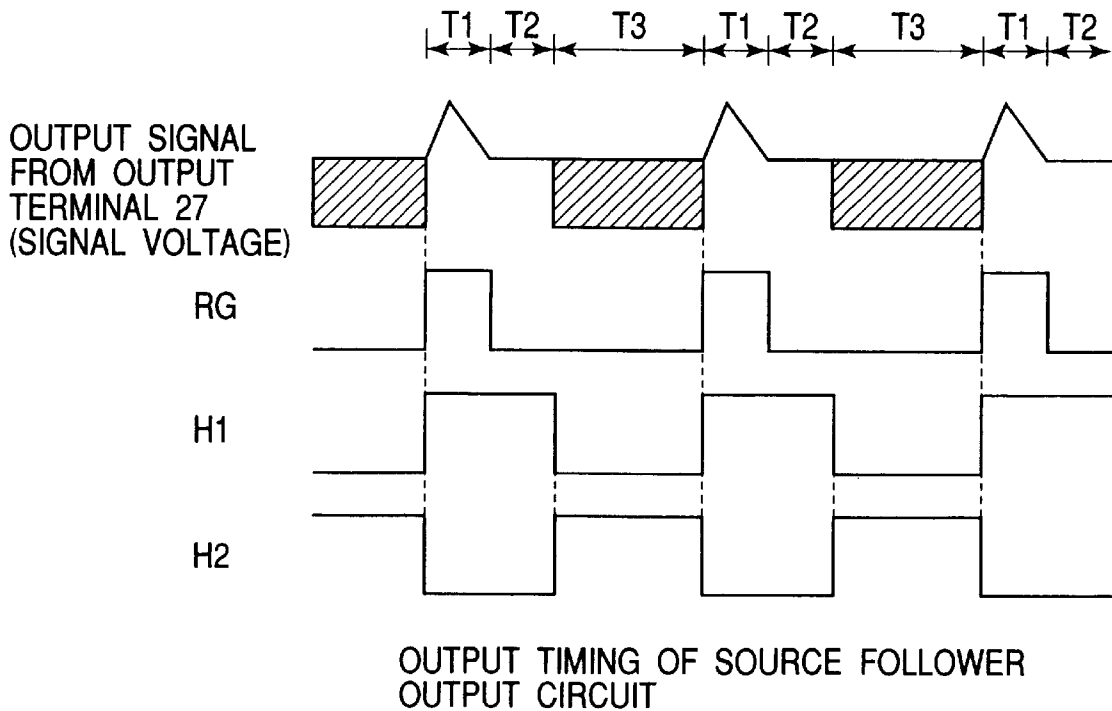 T1 T2 T3 T1 T2 T3 T1 T2
OUTPUT SIGNAL
FROM OUTPUT
TERMINAL 27
(SIGNAL VOLTAGE)
RG
H1
H2
OUTPUT TIMING OF SOURCE FOLLOWER
OUTPUT CIRCUIT